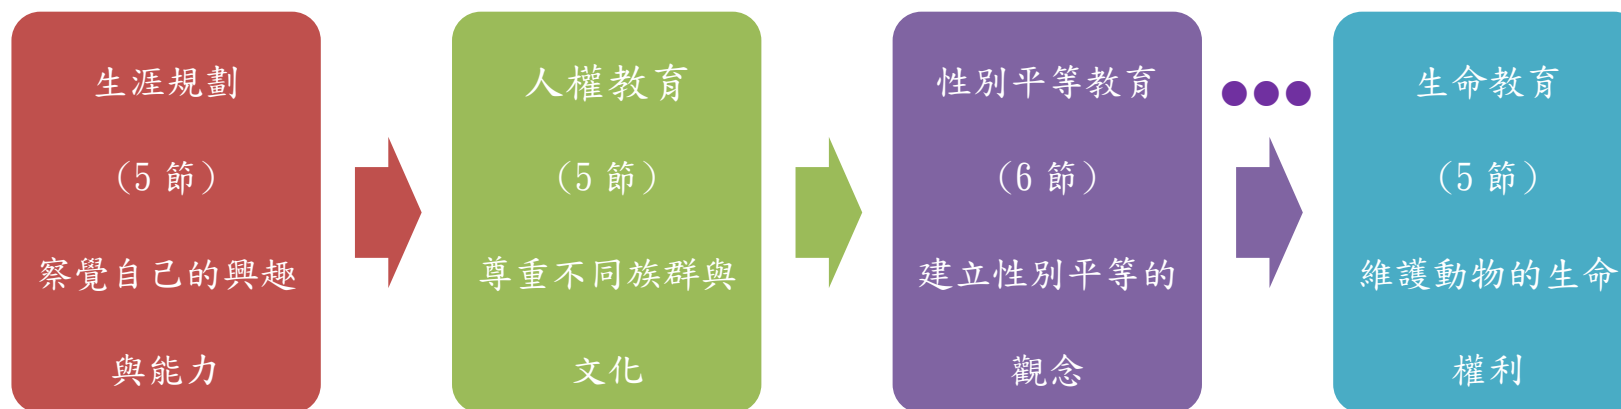 生涯規劃
（5 節）
察覺自己的興趣
與能力
人權教育
（5 節）
尊重不同族群與
文化
性別平等教育
（6 節）
建立性別平等的
觀念
生命教育
（5 節）
維護動物的生命
權利